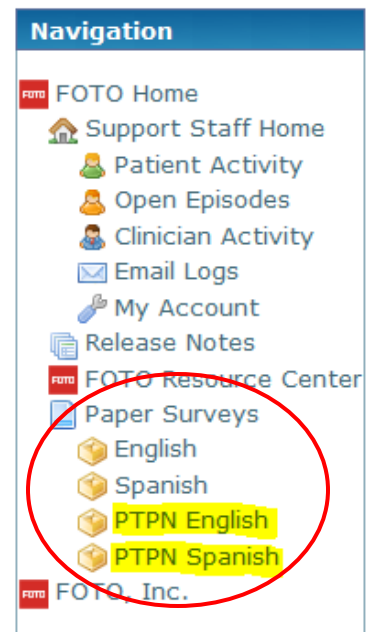 Navigation
FOTO FOTO Home
Support Staff Home
Patient Activity
Open Episodes
Clinician Activity
Email Logs
My Account
Release Notes
FOTO FOTO Resource Center
Paper Surveys
English
Spanish
PTPN English
PTPN Spanish
FOTO FOTO, Inc.